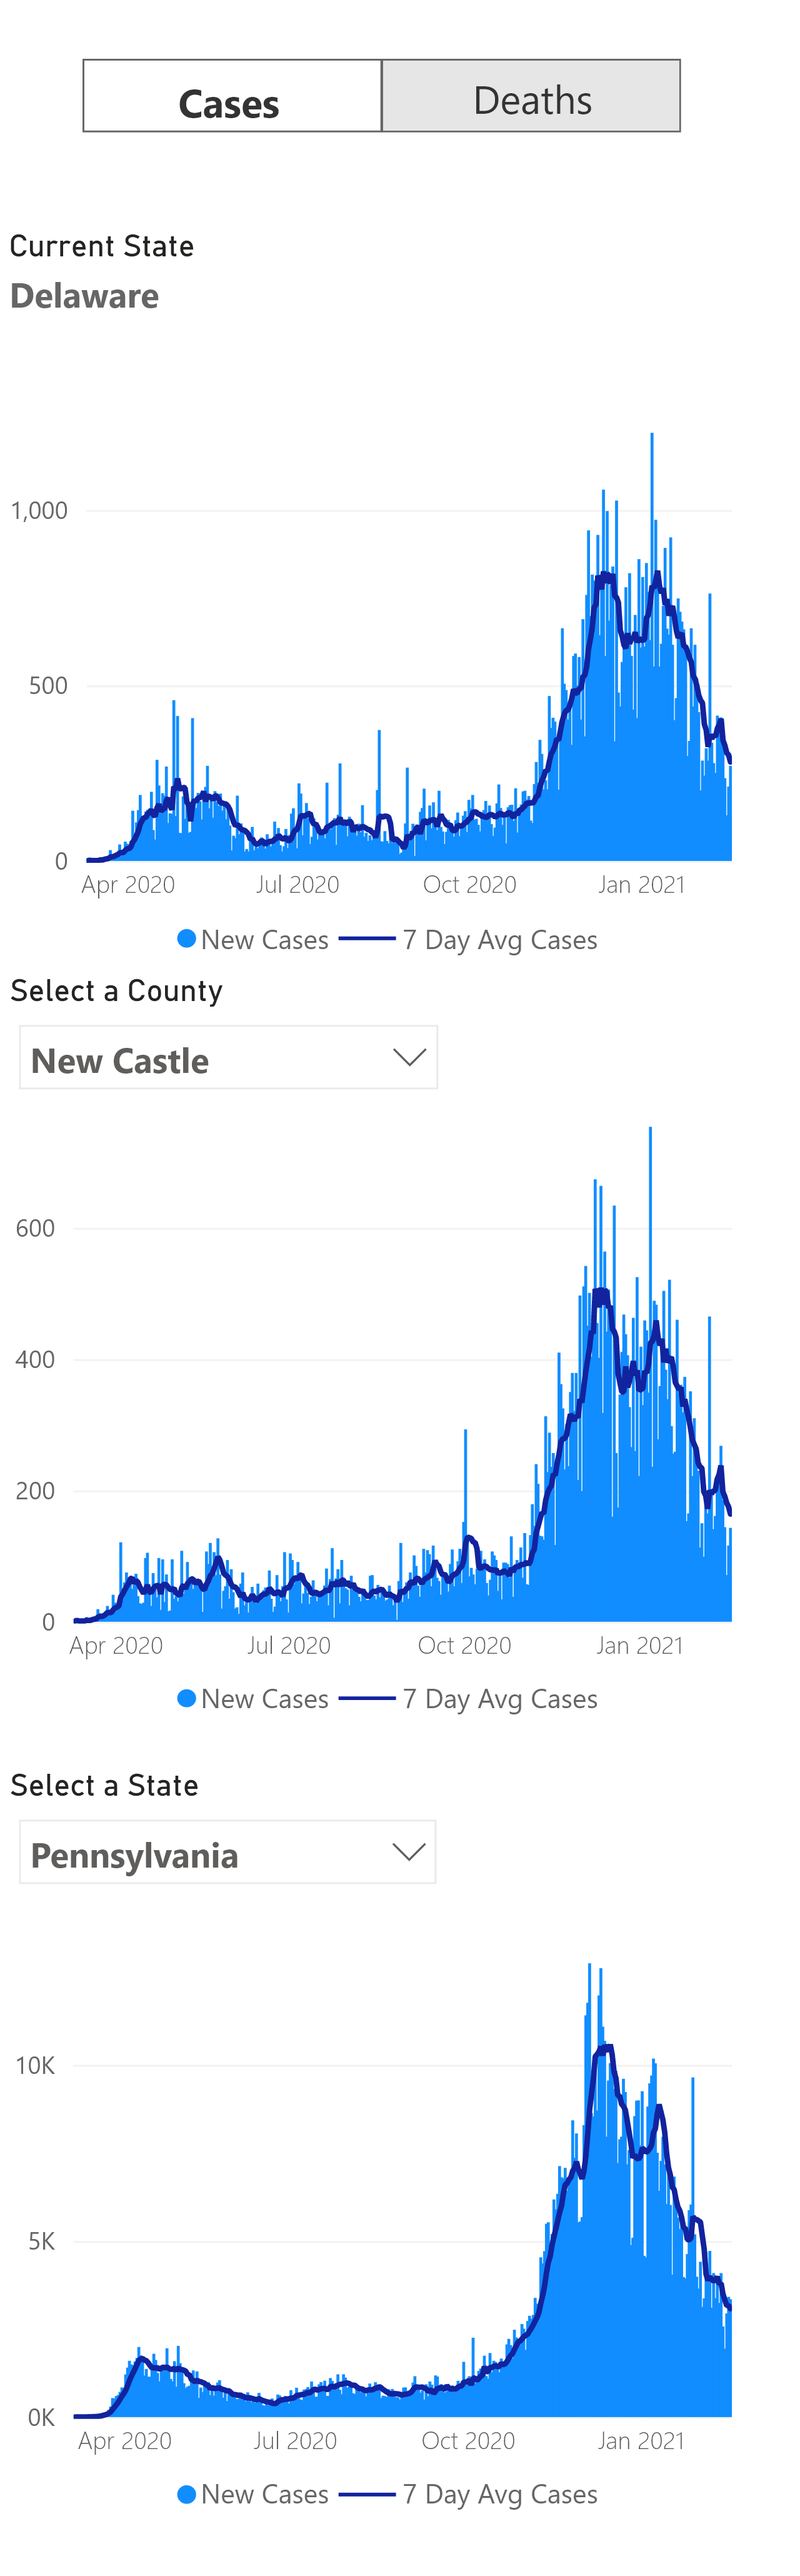 Cases Deaths
Current State
Delaware
1,000
500
0
Apr 2020 Jul 2020 Oct 2020 Jan 2021
New Cases 7 Day Avg Cases
Select a County
New Castle
600
400
200
0
Apr 2020 Jul 2020 Oct 2020 Jan 2021
New Cases 7 Day Avg Cases
Select a State
Pennsylvania
10K
5K
0K
Apr 2020 Jul 2020 Oct 2020 Jan 2021
New Cases 7 Day Avg Cases